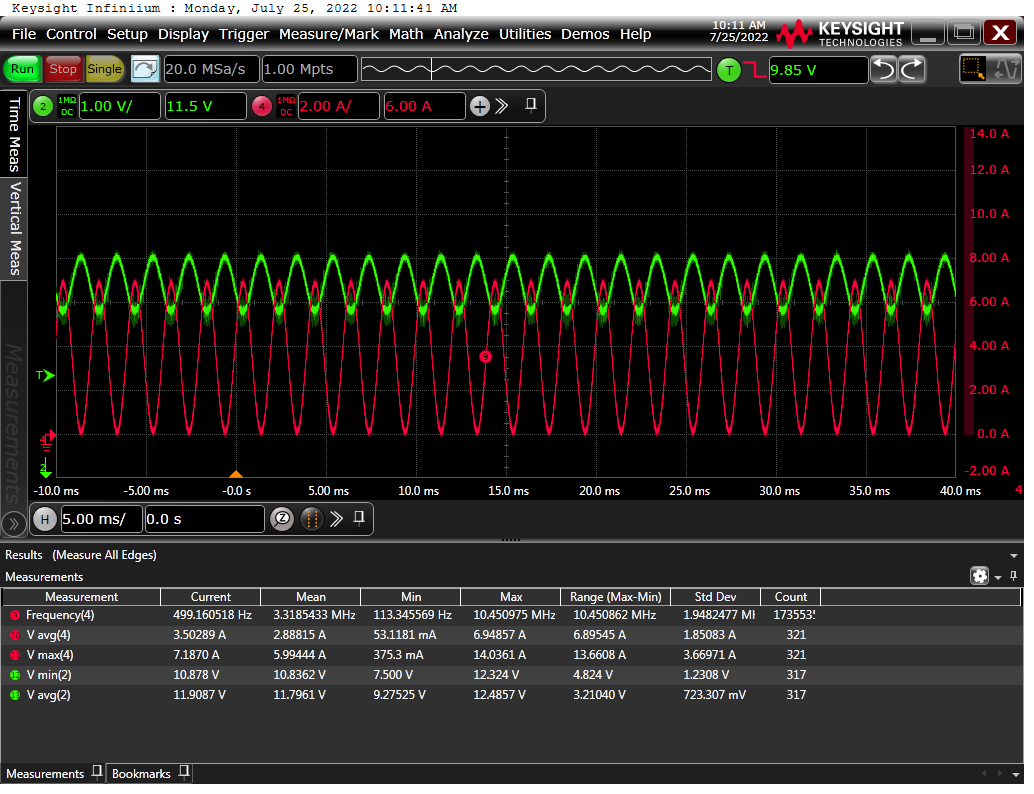 Keysight Infiniium : Monday, July 25, 2022 10:11:41 AM
File Control Setup Display Trigger Measure/Mark Math Analyze Utilities Demos Help
10:11 AM
7/25/2022
KEYSIGHT
TECHNOLOGIES
X
Run Stop Single 20.0 MSa/s 1.00 Mpts T 9.85 V
2 1MΩ DC 1.00 V/ 11.5 V 4 1MΩ DC 2.00 A/ 6.00 A
Time Meas
Vertical Meas
Measurements
14.0 A
12.0 A
10.0 A
8.00 A
6.00 A
4.00 A
2.00 A
0.0 A
-2.00 A
9
T
4
2
-10.0 ms -5.00 ms -0.0 s 5.00 ms 10.0 ms 15.0 ms 20.0 ms 25.0 ms 30.0 ms 35.0 ms 40.0 ms 4
H 5.00 ms/ 0.0 s Z
Results (Measure All Edges)
Measurements
Measurement Current Mean Min Max Range (Max-Min) Std Dev Count
9 Frequency(4) 499.160518 Hz 3.3185433 MHz 113.345569 Hz 10.450975 MHz 10.450862 MHz 1.9482477 MH 1735535
10 V avg(4) 3.50289 A 2.88815 A 53.1181 mA 6.94857 A 6.89545 A 1.85083 A 321
11 V max(4) 7.1870 A 5.99444 A 375.3 mA 14.0361 A 13.6608 A 3.66971 A 321
12 V min(2) 10.878 V 10.8362 V 7.500 V 12.324 V 4.824 V 1.2308 V 317
13 V avg(2) 11.9087 V 11.7961 V 9.27525 V 12.4857 V 3.21040 V 723.307 mV 317
Measurements Bookmarks